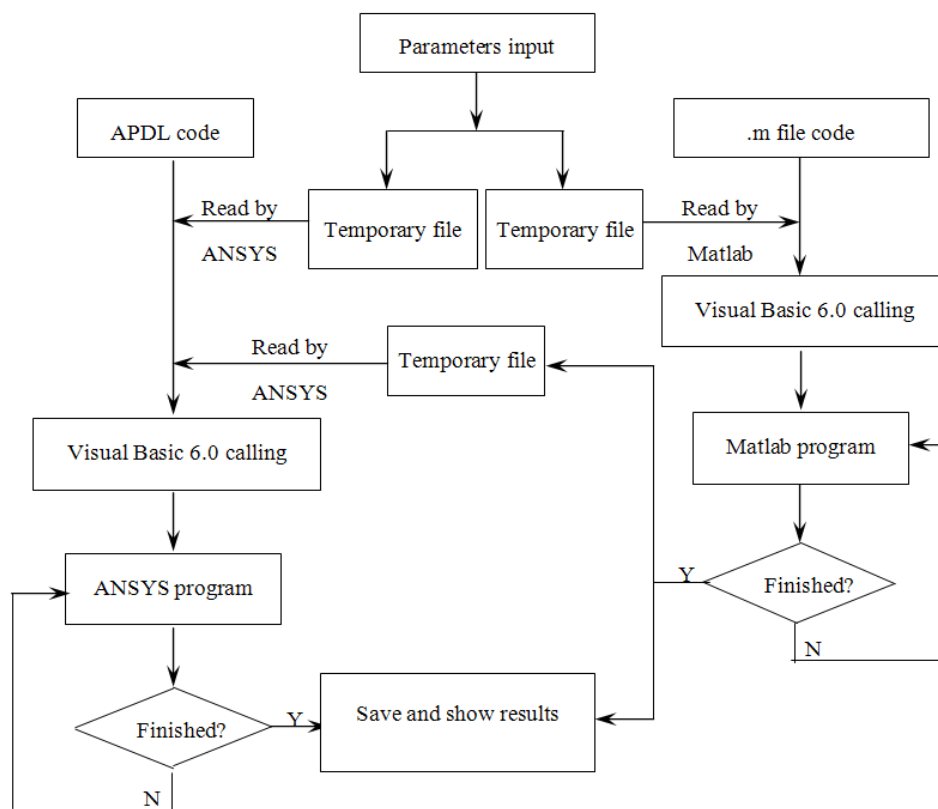 Parameters input
APDL code
.m file code
Read by
ANSYS
Temporary file
Temporary file
Read by
Matlab
Visual Basic 6.0 calling
Read by
ANSYS
Temporary file
Visual Basic 6.0 calling
Matlab program
ANSYS program
Y
Finished?
N
Finished?
Y
Save and show results
N